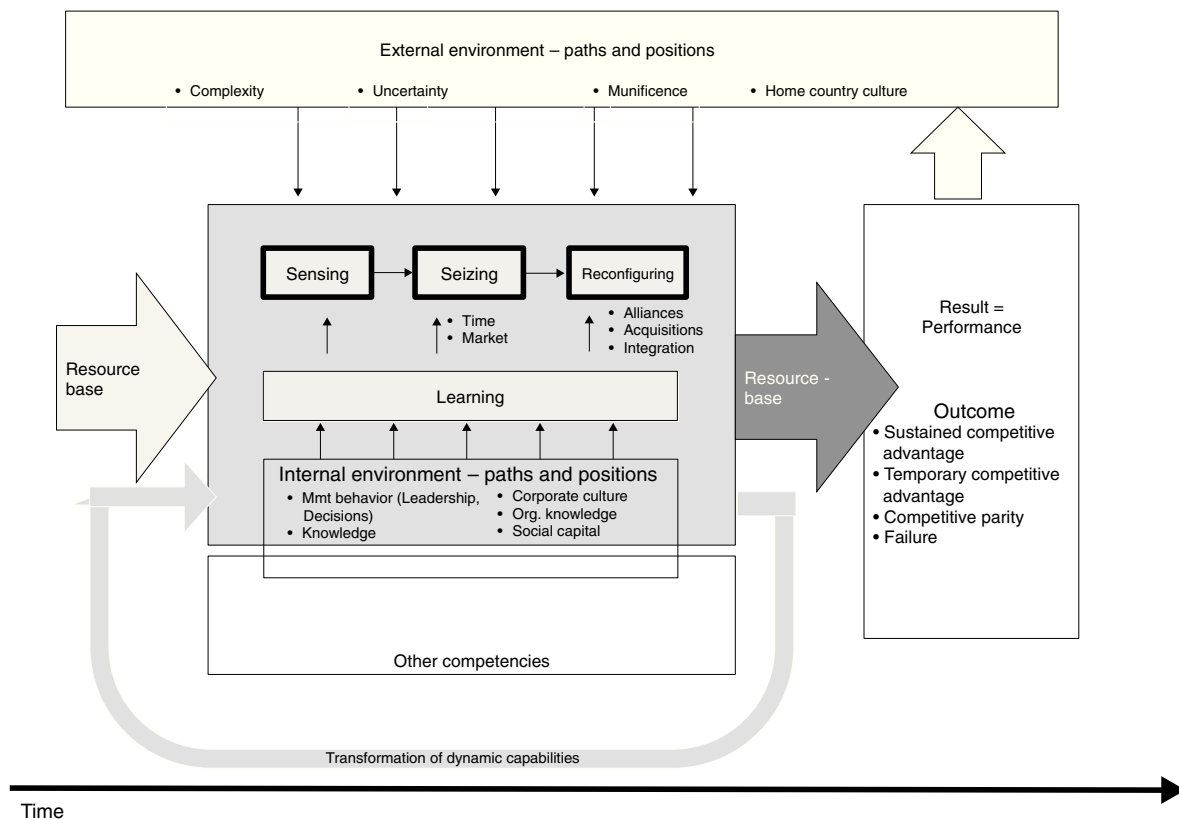 External environment – paths and positions
• Complexity
• Uncertainty
• Munificence
• Home country culture
Sensing
Seizing
Reconfiguring
• Time
• Market
• Alliances
• Acquisitions
• Integration
Resource
base
Learning
Resource -
base
Result =
Performance
Outcome
• Sustained competitive
advantage
• Temporary competitive
advantage
• Competitive parity
• Failure
Internal environment – paths and positions
• Mmt behavior (Leadership,
Decisions)
• Knowledge
• Corporate culture
• Org. knowledge
• Social capital
Other competencies
Transformation of dynamic capabilities
Time